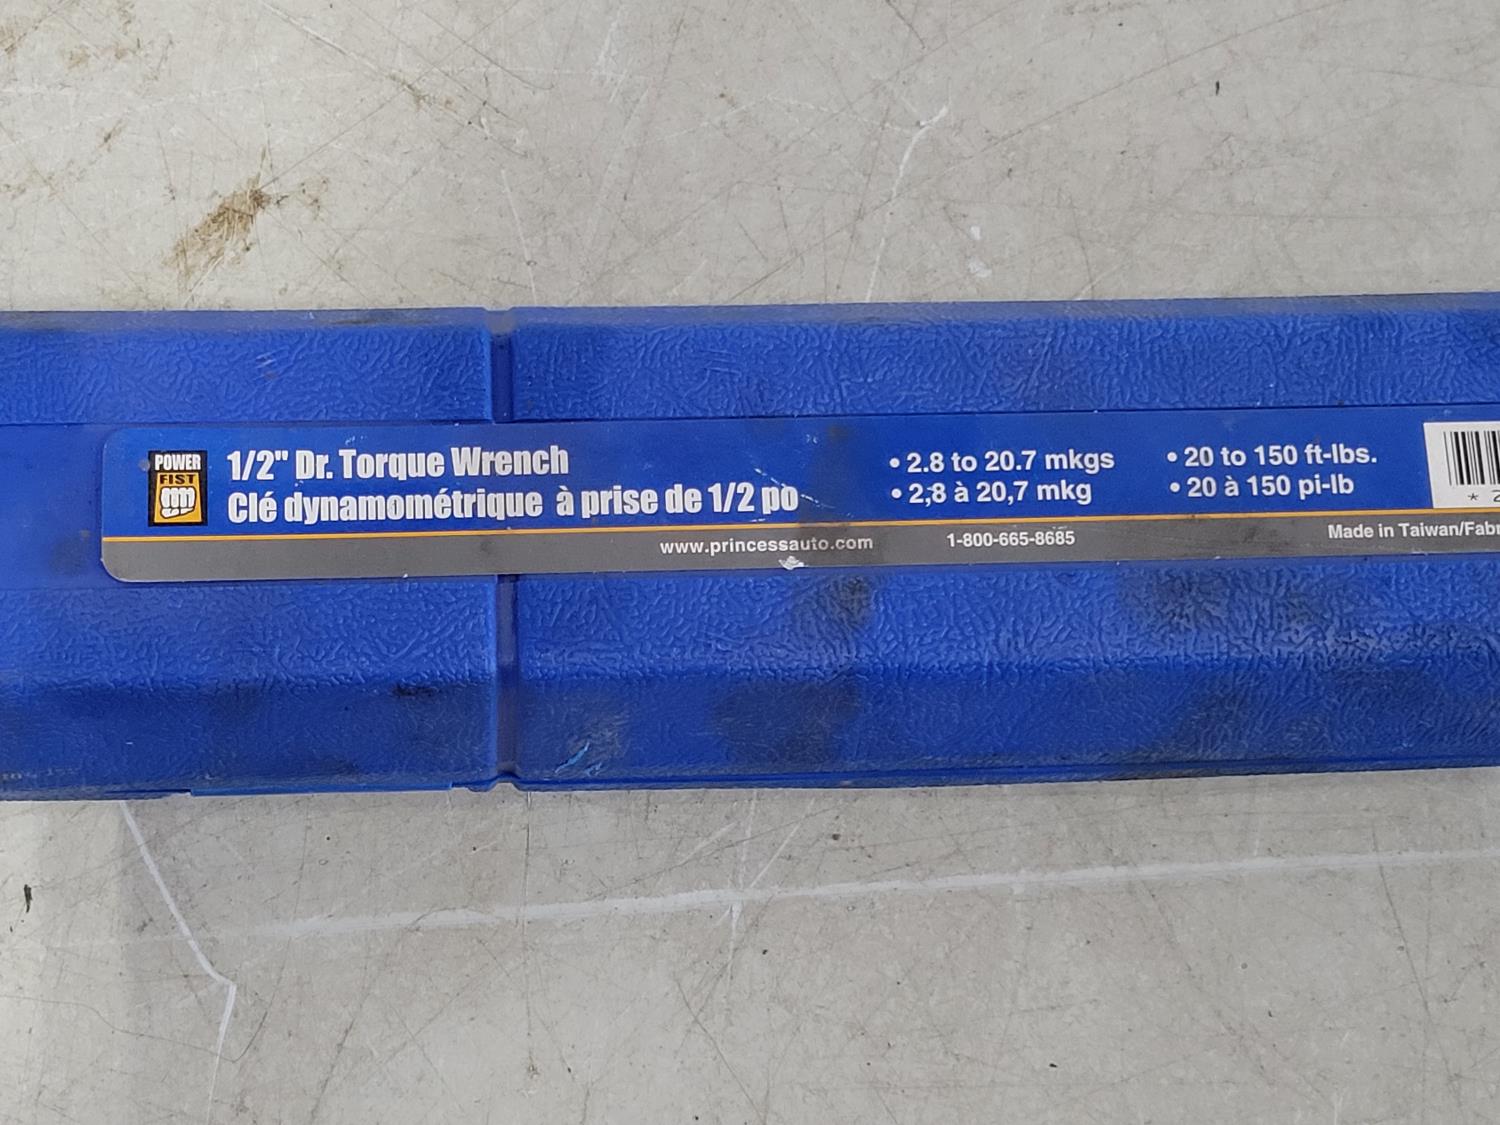 POWER
FIST
1/2" Dr. Torque Wrench
Clé dynamométrique à prise de 1/2 po
• 2.8 to 20.7 mkgs
• 2,8 à 20,7 mkg
• 20 to 150 ft-lbs.
• 20 à 150 pi-lb
* 2
www.princessauto.com
1-800-665-8685
Made in Taiwan/Fabr